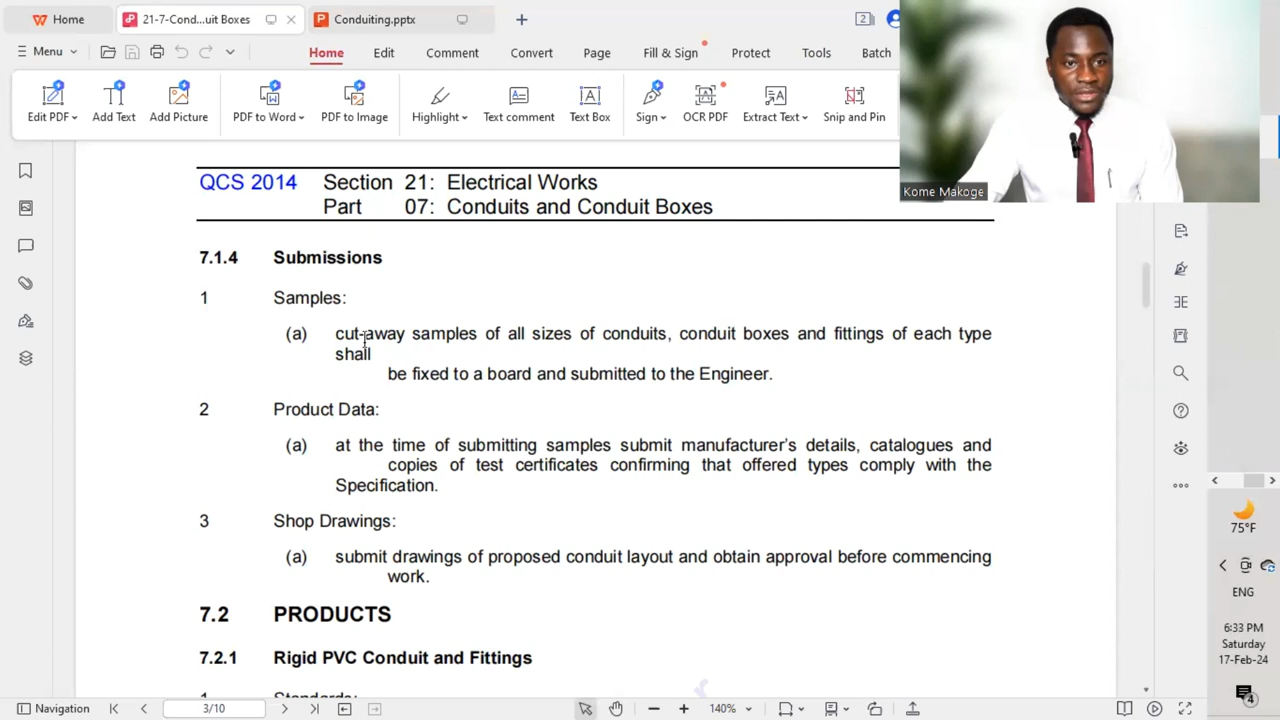 Home
21-7-Cond...uit Boxes
Conduiting.pptx
2
Menu
Home
Edit
Comment
Convert
Page
Fill & Sign
Protect
Tools
Batch
Edit PDF
Add Text
Add Picture
PDF to Word
PDF to Image
Highlight
Text comment
Text Box
Sign
OCR PDF
Extract Text
Snip and Pin
Kome Makoge
QCS 2014 Section 21: Electrical Works
Part 07: Conduits and Conduit Boxes
7.1.4 Submissions
1 Samples:
(a) cut-away samples of all sizes of conduits, conduit boxes and fittings of each type
shall
be fixed to a board and submitted to the Engineer.
2 Product Data:
(a) at the time of submitting samples submit manufacturer's details, catalogues and
copies of test certificates confirming that offered types comply with the
Specification.
3 Shop Drawings:
(a) submit drawings of proposed conduit layout and obtain approval before commencing
work.
7.2 PRODUCTS
7.2.1 Rigid PVC Conduit and Fittings
1 Standards:
75°F
ENG
6:33 PM
Saturday
17-Feb-24
4
Navigation
3/10
140%